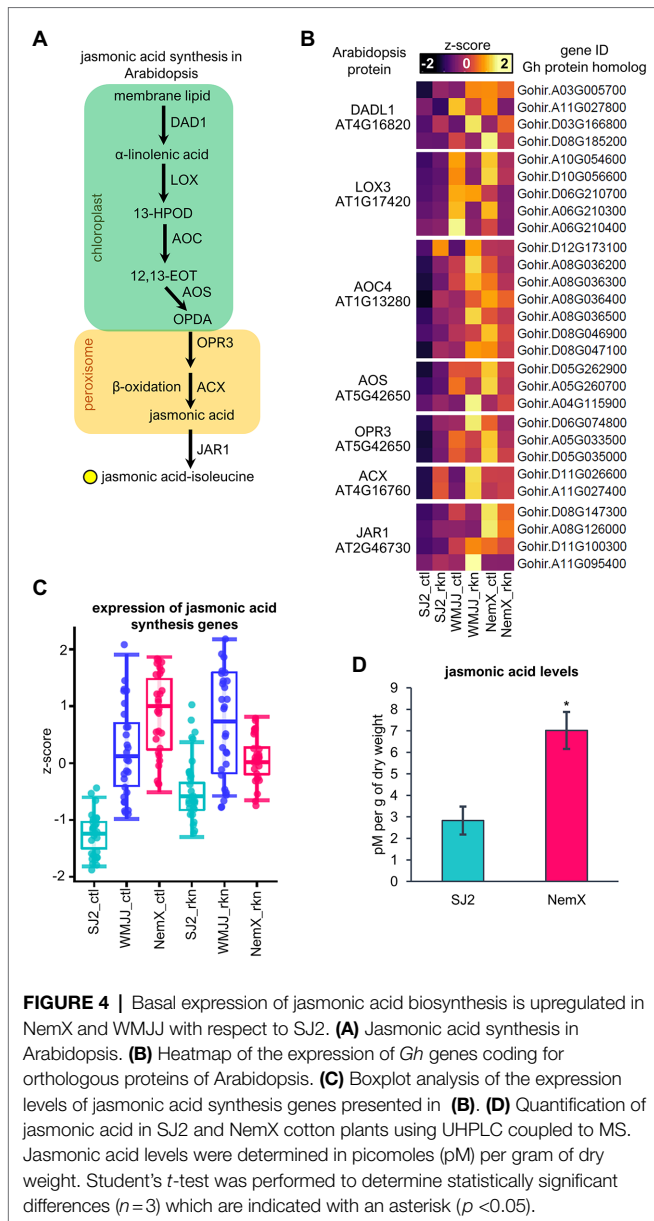 A
jasmonic acid synthesis in
Arabidopsis
membrane lipid
DAD1
α-linolenic acid
LOX
13-HPOD
AOC
12,13-EOT
AOS
OPDA
chloroplast
OPR3
β-oxidation
ACX
jasmonic acid
peroxisome
JAR1
jasmonic acid-isoleucine
B
Arabidopsis
protein
z-score
-2 0 2
gene ID
Gh protein homolog
DADL1
AT4G16820
Gohir.A03G005700
Gohir.A11G027800
Gohir.D03G166800
Gohir.D08G185200
LOX3
AT1G17420
Gohir.A10G054600
Gohir.D10G056600
Gohir.D06G210700
Gohir.A06G210300
Gohir.A06G210400
AOC4
AT1G13280
Gohir.D12G173100
Gohir.A08G036200
Gohir.A08G036300
Gohir.A08G036400
Gohir.A08G036500
Gohir.D08G046900
Gohir.D08G047100
AOS
AT5G42650
Gohir.D05G262900
Gohir.A05G260700
Gohir.A04G115900
OPR3
AT5G42650
Gohir.D06G074800
Gohir.A05G033500
Gohir.D05G035000
ACX
AT4G16760
Gohir.D11G026600
Gohir.A11G027400
JAR1
AT2G46730
Gohir.D08G147300
Gohir.A08G126000
Gohir.D11G100300
Gohir.A11G095400
SJ2_ctl
SJ2_rkn
WMJJ_ctl
WMJJ_rkn
NemX_ctl
NemX_rkn
C
expression of jasmonic acid
synthesis genes
z-score
2
1
0
-1
-2
SJ2_ctl
WMJJ_ctl
NemX_ctl
SJ2_rkn
WMJJ_rkn
NemX_rkn
D
jasmonic acid levels
pM per g of dry weight
9
8
7
6
5
4
3
2
1
0
*
SJ2
NemX
FIGURE 4 | Basal expression of jasmonic acid biosynthesis is upregulated in
NemX and WMJJ with respect to SJ2. (A) Jasmonic acid synthesis in
Arabidopsis. (B) Heatmap of the expression of Gh genes coding for
orthologous proteins of Arabidopsis. (C) Boxplot analysis of the expression
levels of jasmonic acid synthesis genes presented in (B). (D) Quantification of
jasmonic acid in SJ2 and NemX cotton plants using UHPLC coupled to MS.
Jasmonic acid levels were determined in picomoles (pM) per gram of dry
weight. Student's t-test was performed to determine statistically significant
differences (n=3) which are indicated with an asterisk (p <0.05).